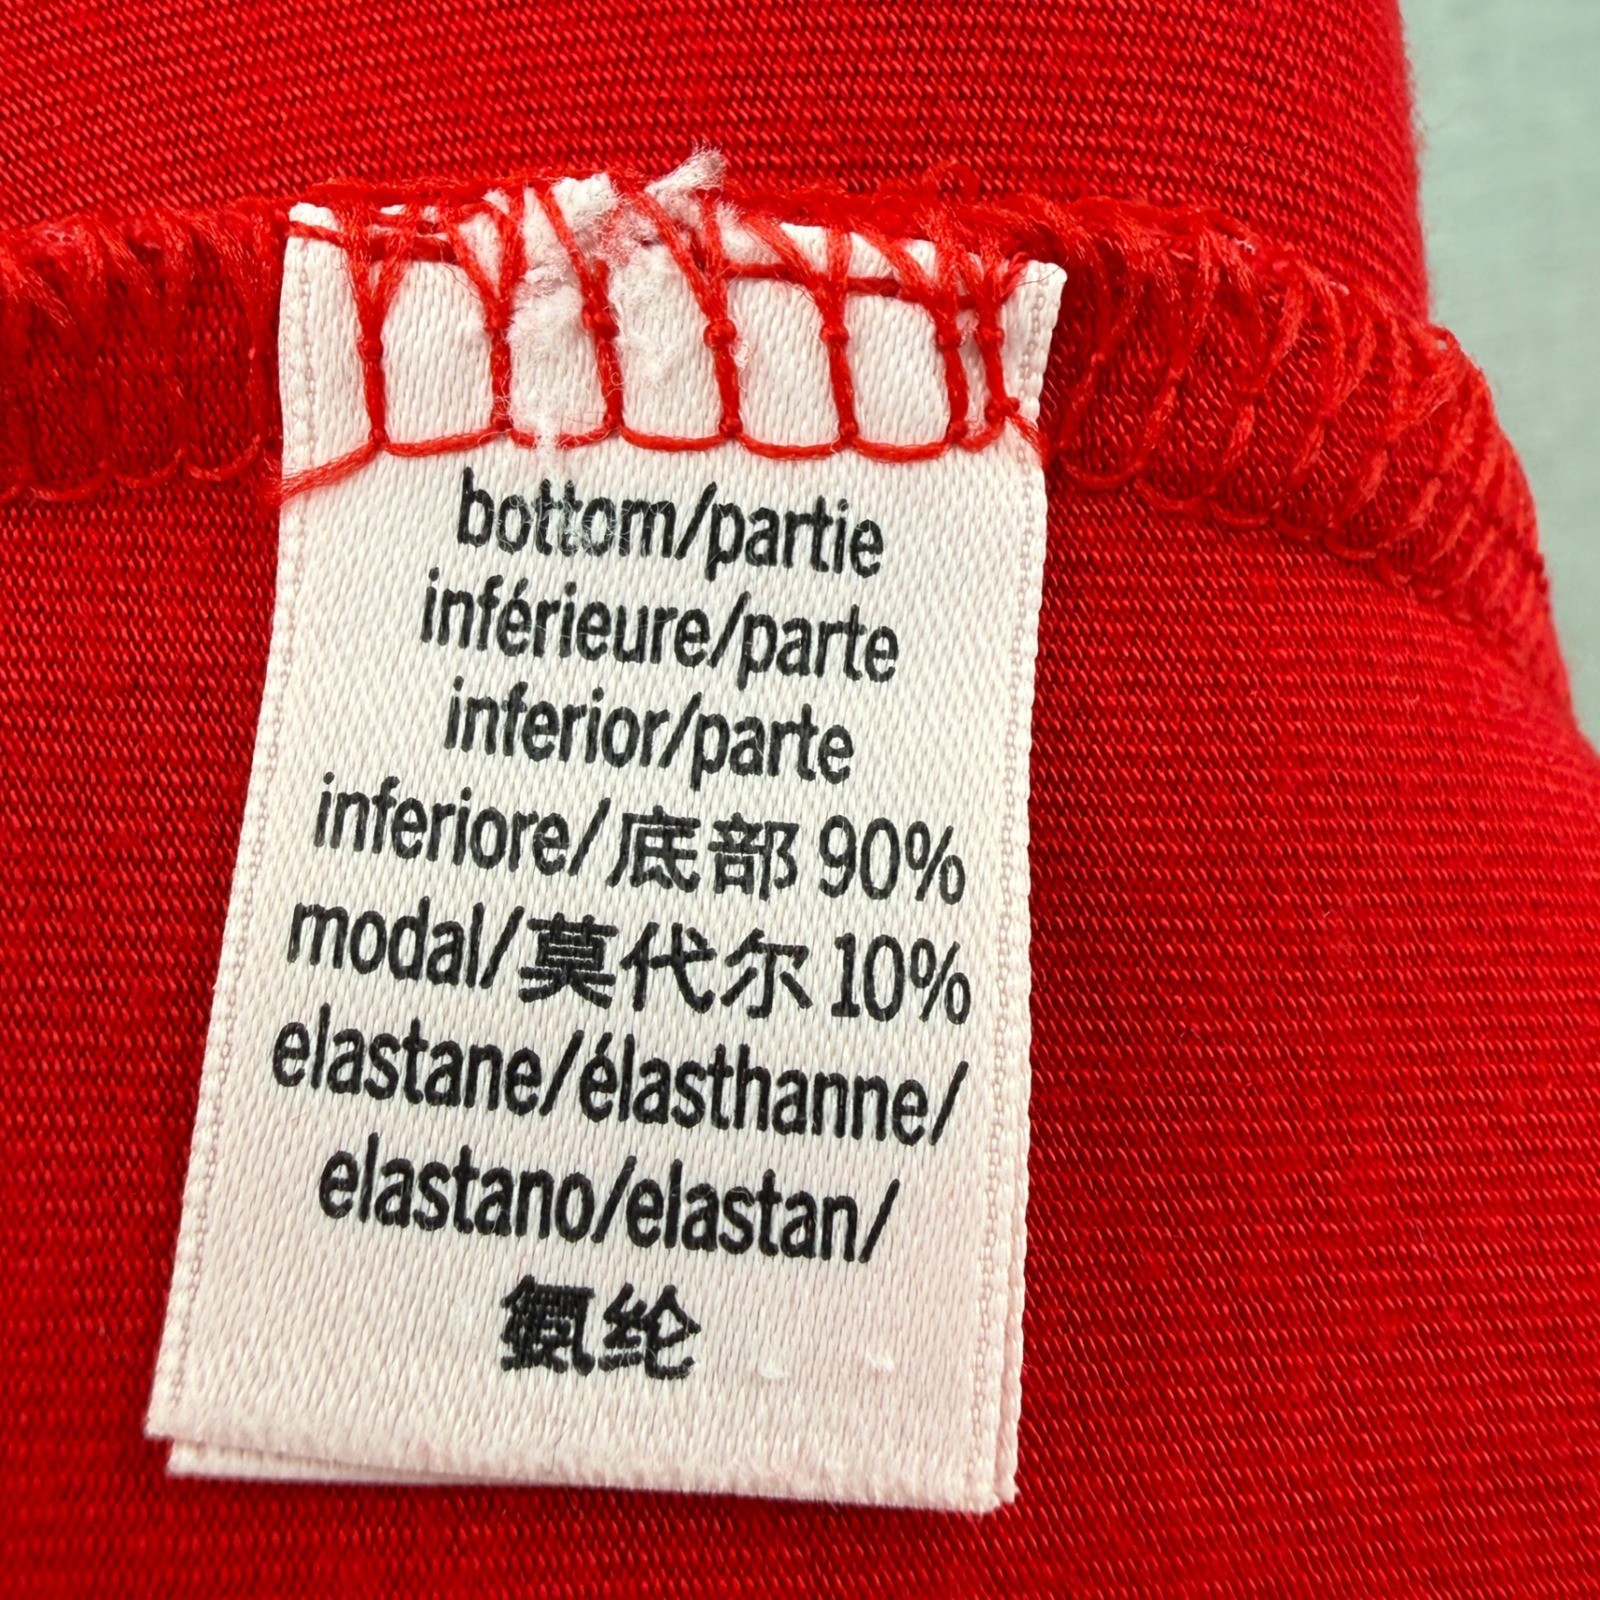 bottom/partie
inférieure/parte
inferior/parte
inferiore/底部 90%
modal/莫代尔 10%
elastane/élasthanne/
elastano/elastan/
氨纶